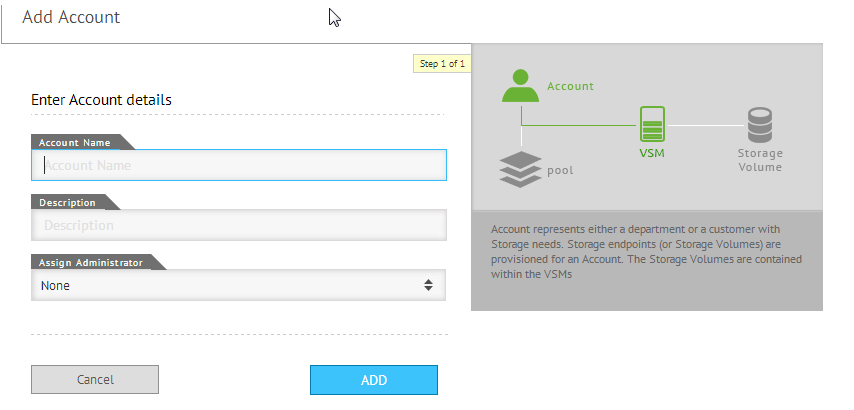 Add Account
Step 1 of 1
Enter Account details
Account Name
Account Name
Description
Description
Assign Administrator
None
Cancel
ADD
Account
VSM
Storage
Volume
pool
Account represents either a department or a customer with
Storage needs. Storage endpoints (or Storage Volumes) are
provisioned for an Account. The Storage Volumes are contained
within the VSMs